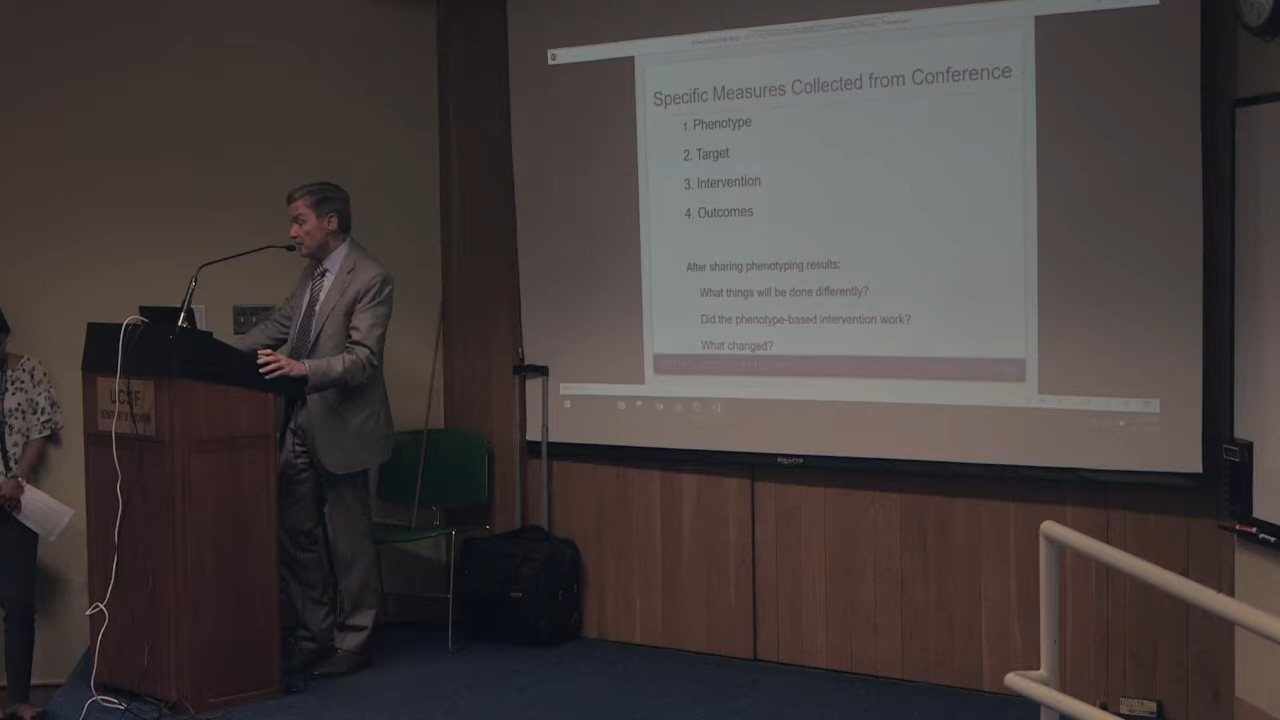 Specific Measures Collected from Conference
1. Phenotype
2. Target
3. Intervention
4. Outcomes
After sharing phenotyping results:
What things will be done differently?
Did the phenotype-based intervention work?
What changed?
UCSF